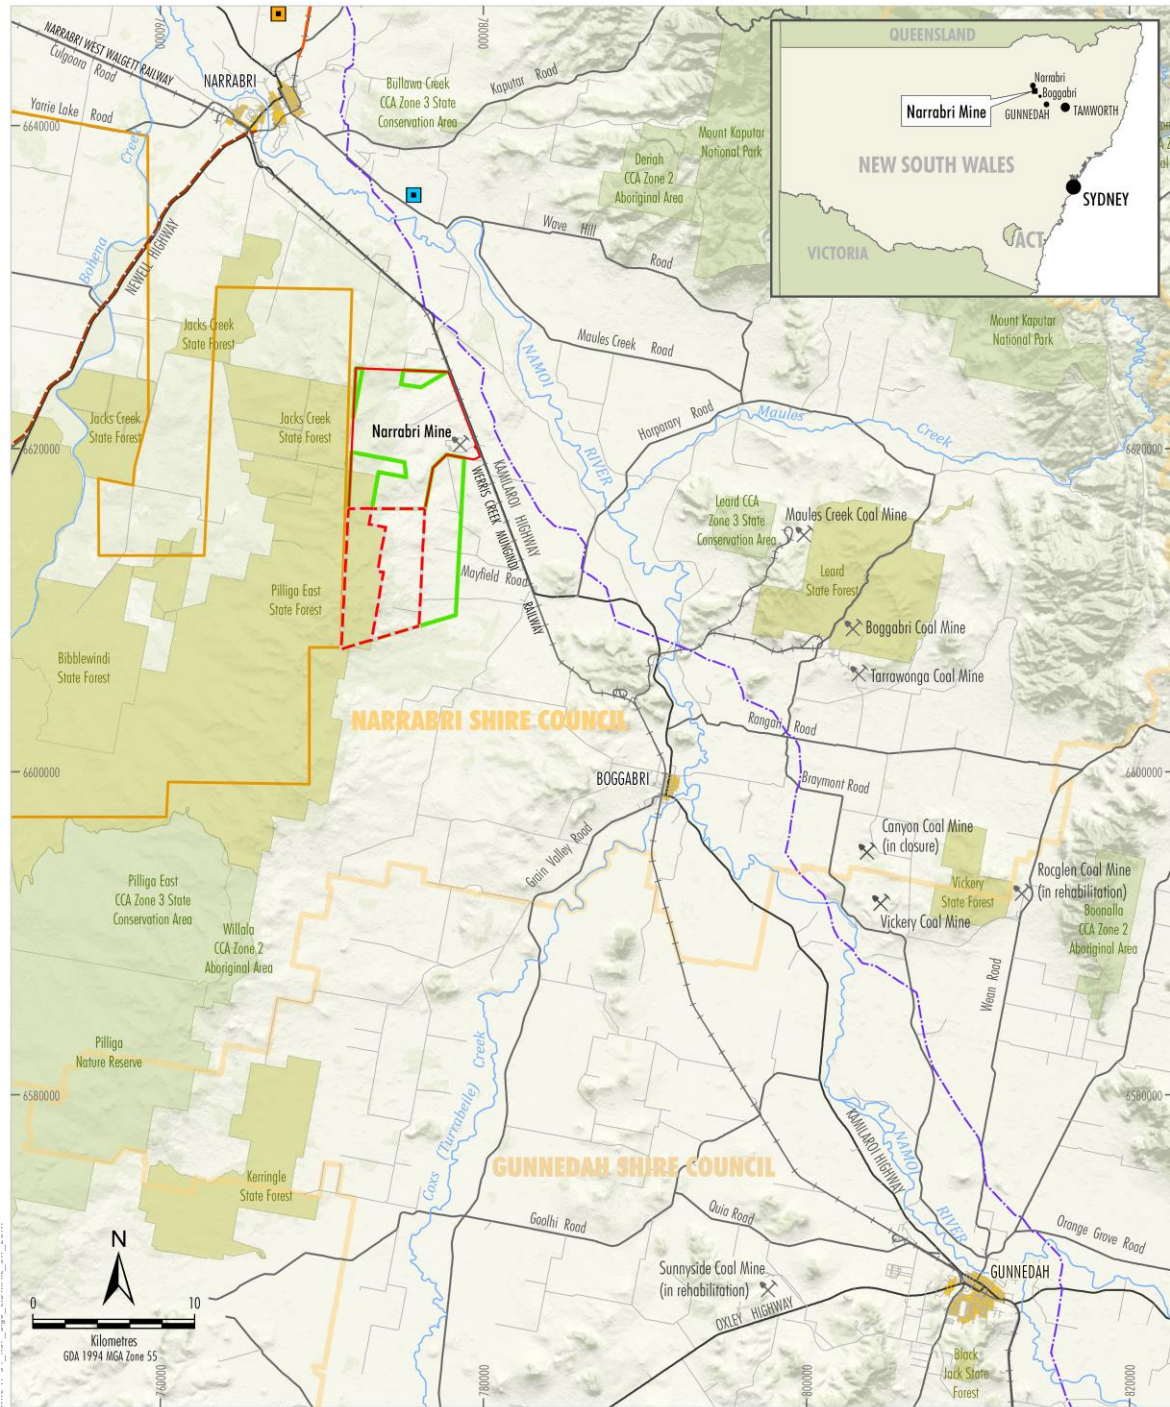 760000
780000
QUEENSLAND
Narrabri
Boggabri
Narrabri Mine
GUNNEDAH
TAMWORTH
NEW SOUTH WALES
SYDNEY
ACT
VICTORIA
NARRABRI WEST WALGETT RAILWAY
Culgoora Road
NARRABRI
Yarrie Lake Road
Kaputar Road
Bullawa Creek
CCA Zone 3 State
Conservation Area
6640000
Creek
Bohena
Mount Kaputar
National Park
Deriah
CCA Zone 2
Aboriginal Area
NEWELL HIGHWAY
Wave Hill
Road
Mount Kaputar
National Park
Jacks Creek
State Forest
Maules Creek Road
NAMOI
RIVER
Jacks Creek
State Forest
Jacks Creek
State Forest
Narrabri Mine
Harparary Road
Maules
Creek
6620000
6620000
KAMILAROI HIGHWAY
WERRIS CREEK MUNGINDI
RAILWAY
Leard CCA
Zone 3 State
Conservation Area
Maules Creek Coal Mine
Leard
State Forest
Mayfield Road
Pilliga East
State Forest
Boggabri Coal Mine
Bibblewindi
State Forest
Tarrawonga Coal Mine
NARRABRI SHIRE COUNCIL
Rangari Road
6600000
6600000
BOGGABRI
Braymont Road
Grain Valley Road
Canyon Coal Mine
(in closure)
Rocglen Coal Mine
(in rehabilitation)
Pilliga East
CCA Zone 3 State
Conservation Area
Vickery
State Forest
Vickery Coal Mine
Boonalla
CCA Zone 2
Aboriginal Area
Willala
CCA Zone 2
Aboriginal Area
Wean Road
Pilliga
Nature Reserve
6580000
6580000
Coxs (Turrabeile) Creek
KAMILAROI HIGHWAY
NAMOI
RIVER
GUNNEDAH SHIRE COUNCIL
Kerringle
State Forest
Goolhi Road
Quia Road
Orange Grove Road
N
Sunnyside Coal Mine
(in rehabilitation)
GUNNEDAH
OXLEY HIGHWAY
0 10
Kilometres
GDA 1994 MGA Zone 55
Black
Jack State
Forest
760000
780000
800000
820000